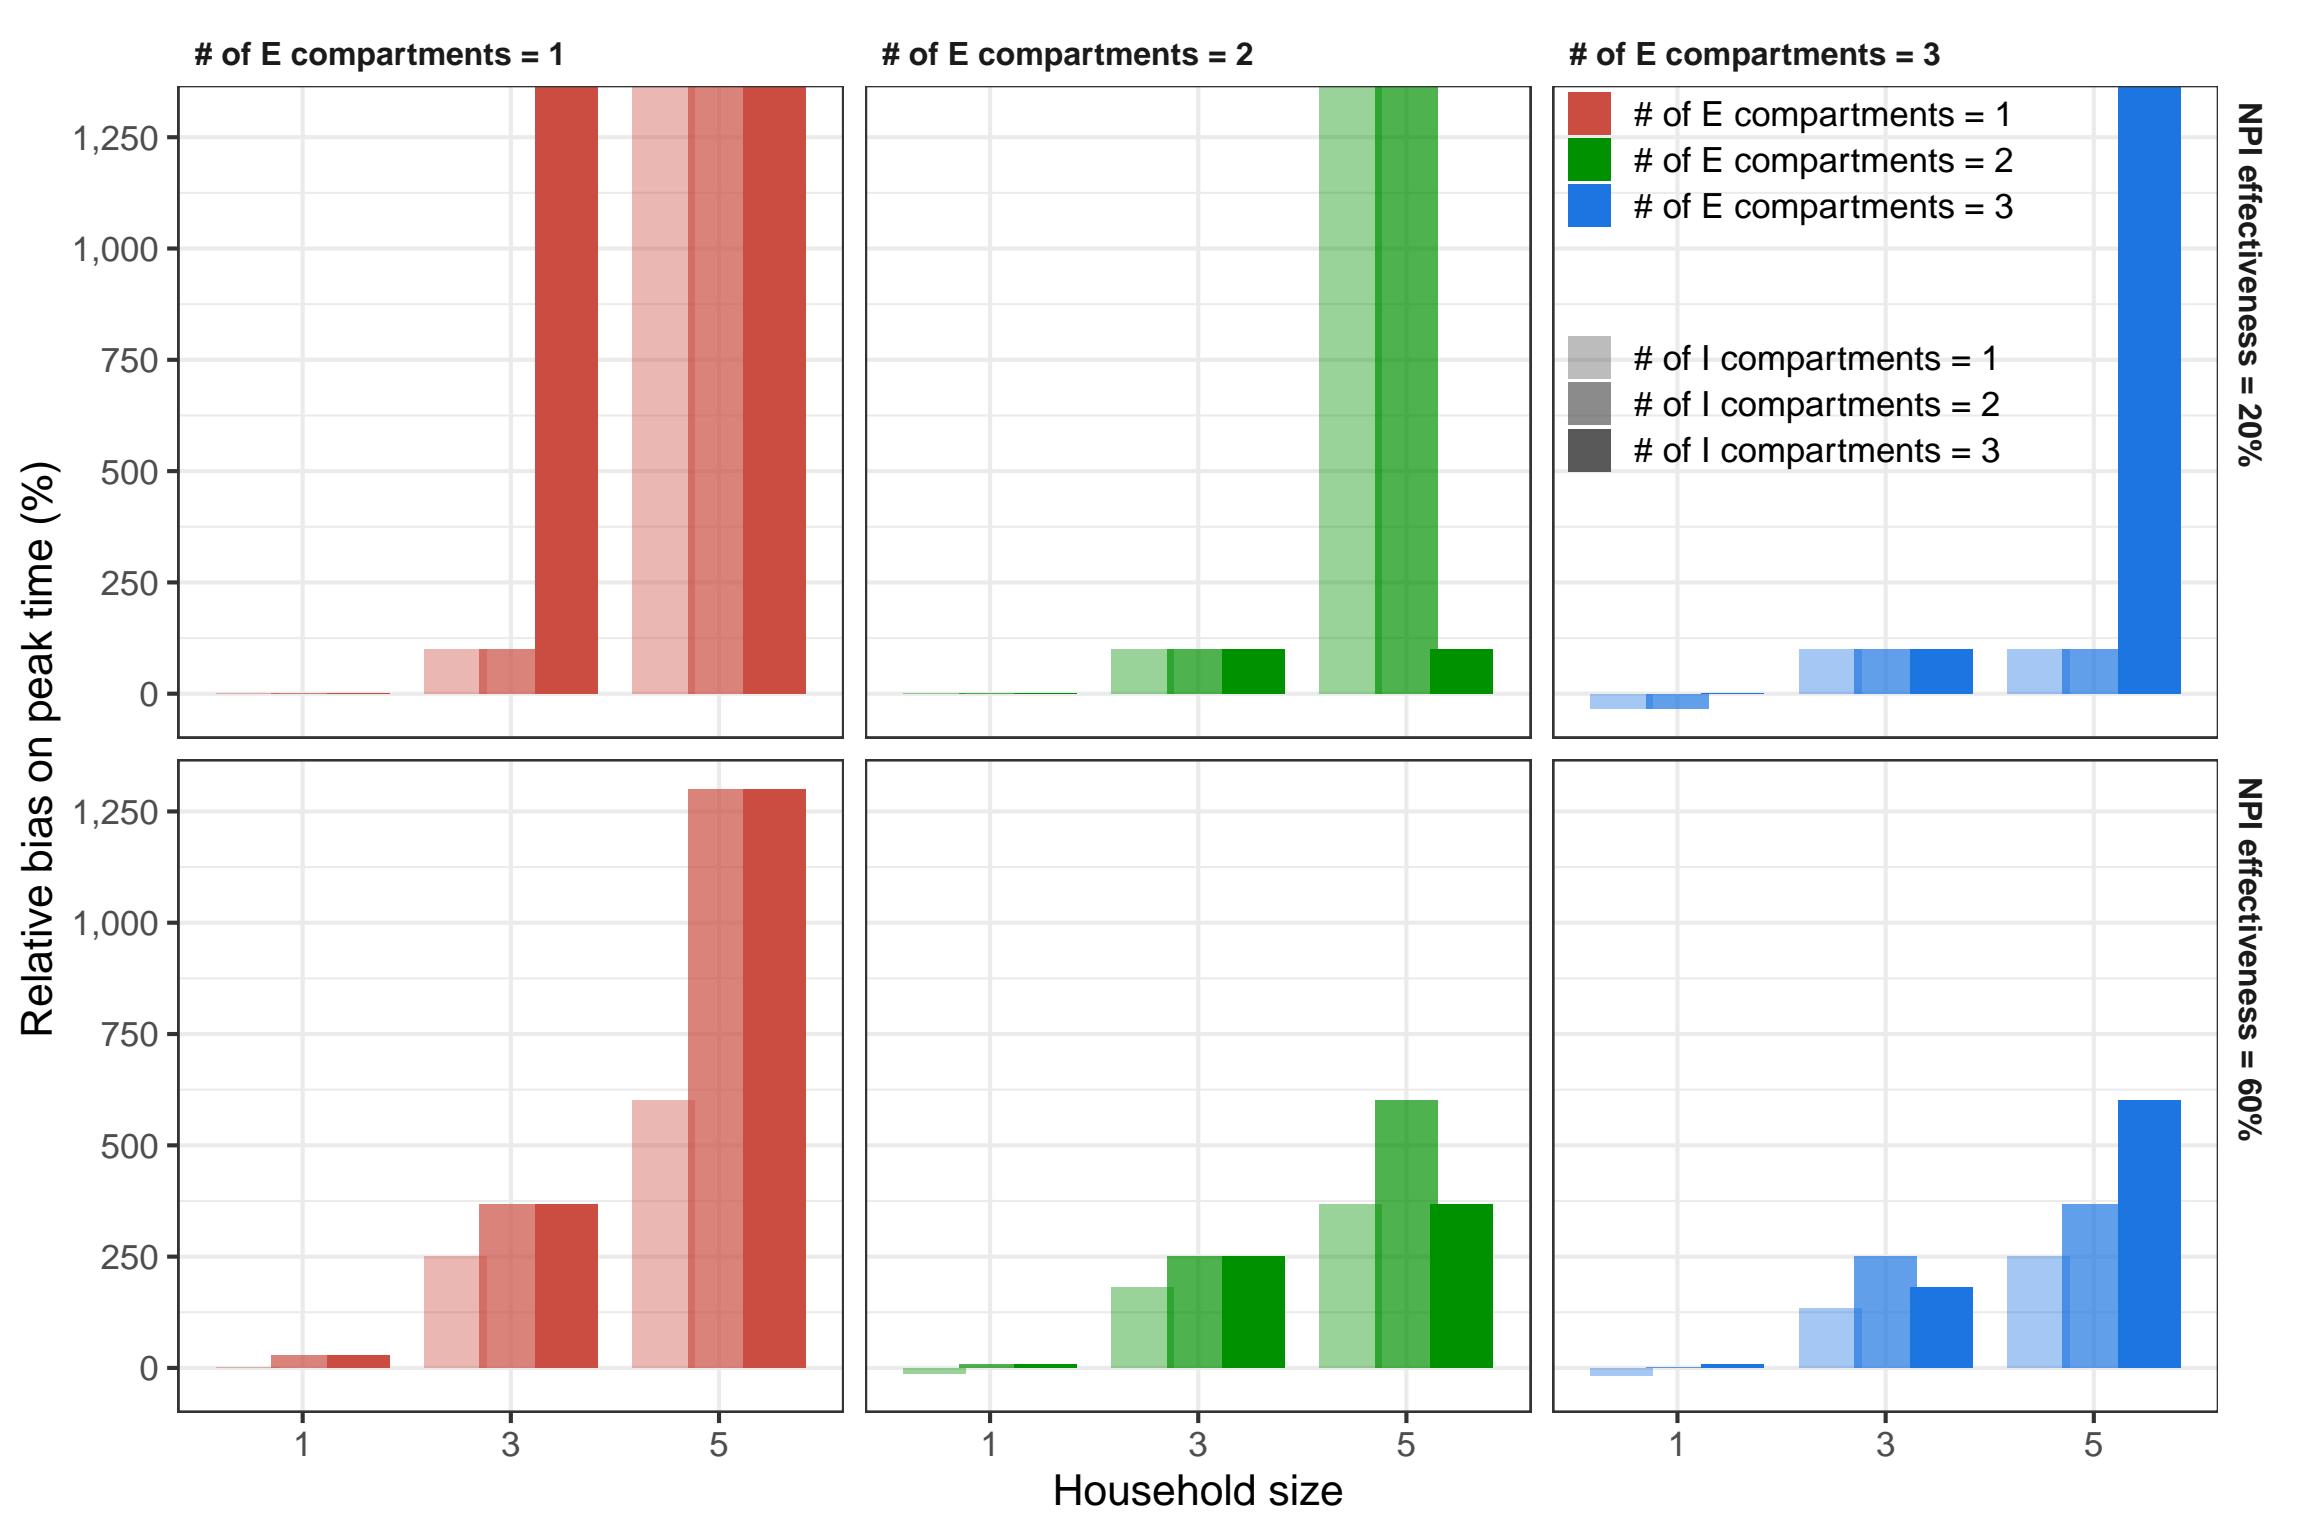 # of E compartments = 1
# of E compartments = 2
# of E compartments = 3
# of E compartments = 1
# of E compartments = 2
# of E compartments = 3
# of I compartments = 1
# of I compartments = 2
# of I compartments = 3
NPI effectiveness = 20%
NPI effectiveness = 60%
Relative bias on peak time (%)
1,250
1,000
750
500
250
0
1,250
1,000
750
500
250
0
1 3 5
1 3 5
1 3 5
Household size